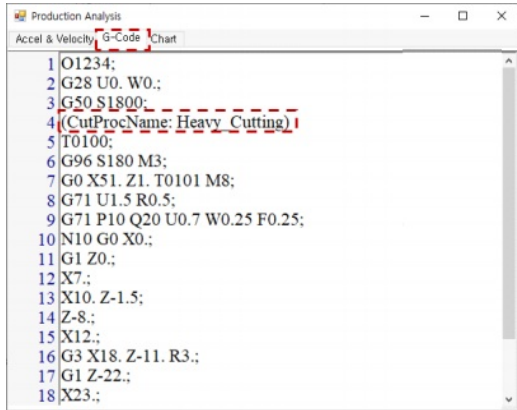 Production Analysis
Accel & Velocity G-Code Chart
1 O1234;
2 G28 U0. W0.;
3 G50 S1800;
4 (CutProcName: Heavy_Cutting)
5 T0100;
6 G96 S180 M3;
7 G0 X51. Z1. T0101 M8;
8 G71 U1.5 R0.5;
9 G71 P10 Q20 U0.7 W0.25 F0.25;
10 N10 G0 X0.;
11 G1 Z0.;
12 X7.;
13 X10. Z-1.5;
14 Z-8.;
15 X12.;
16 G3 X18. Z-11. R3.;
17 G1 Z-22.;
18 X23.;